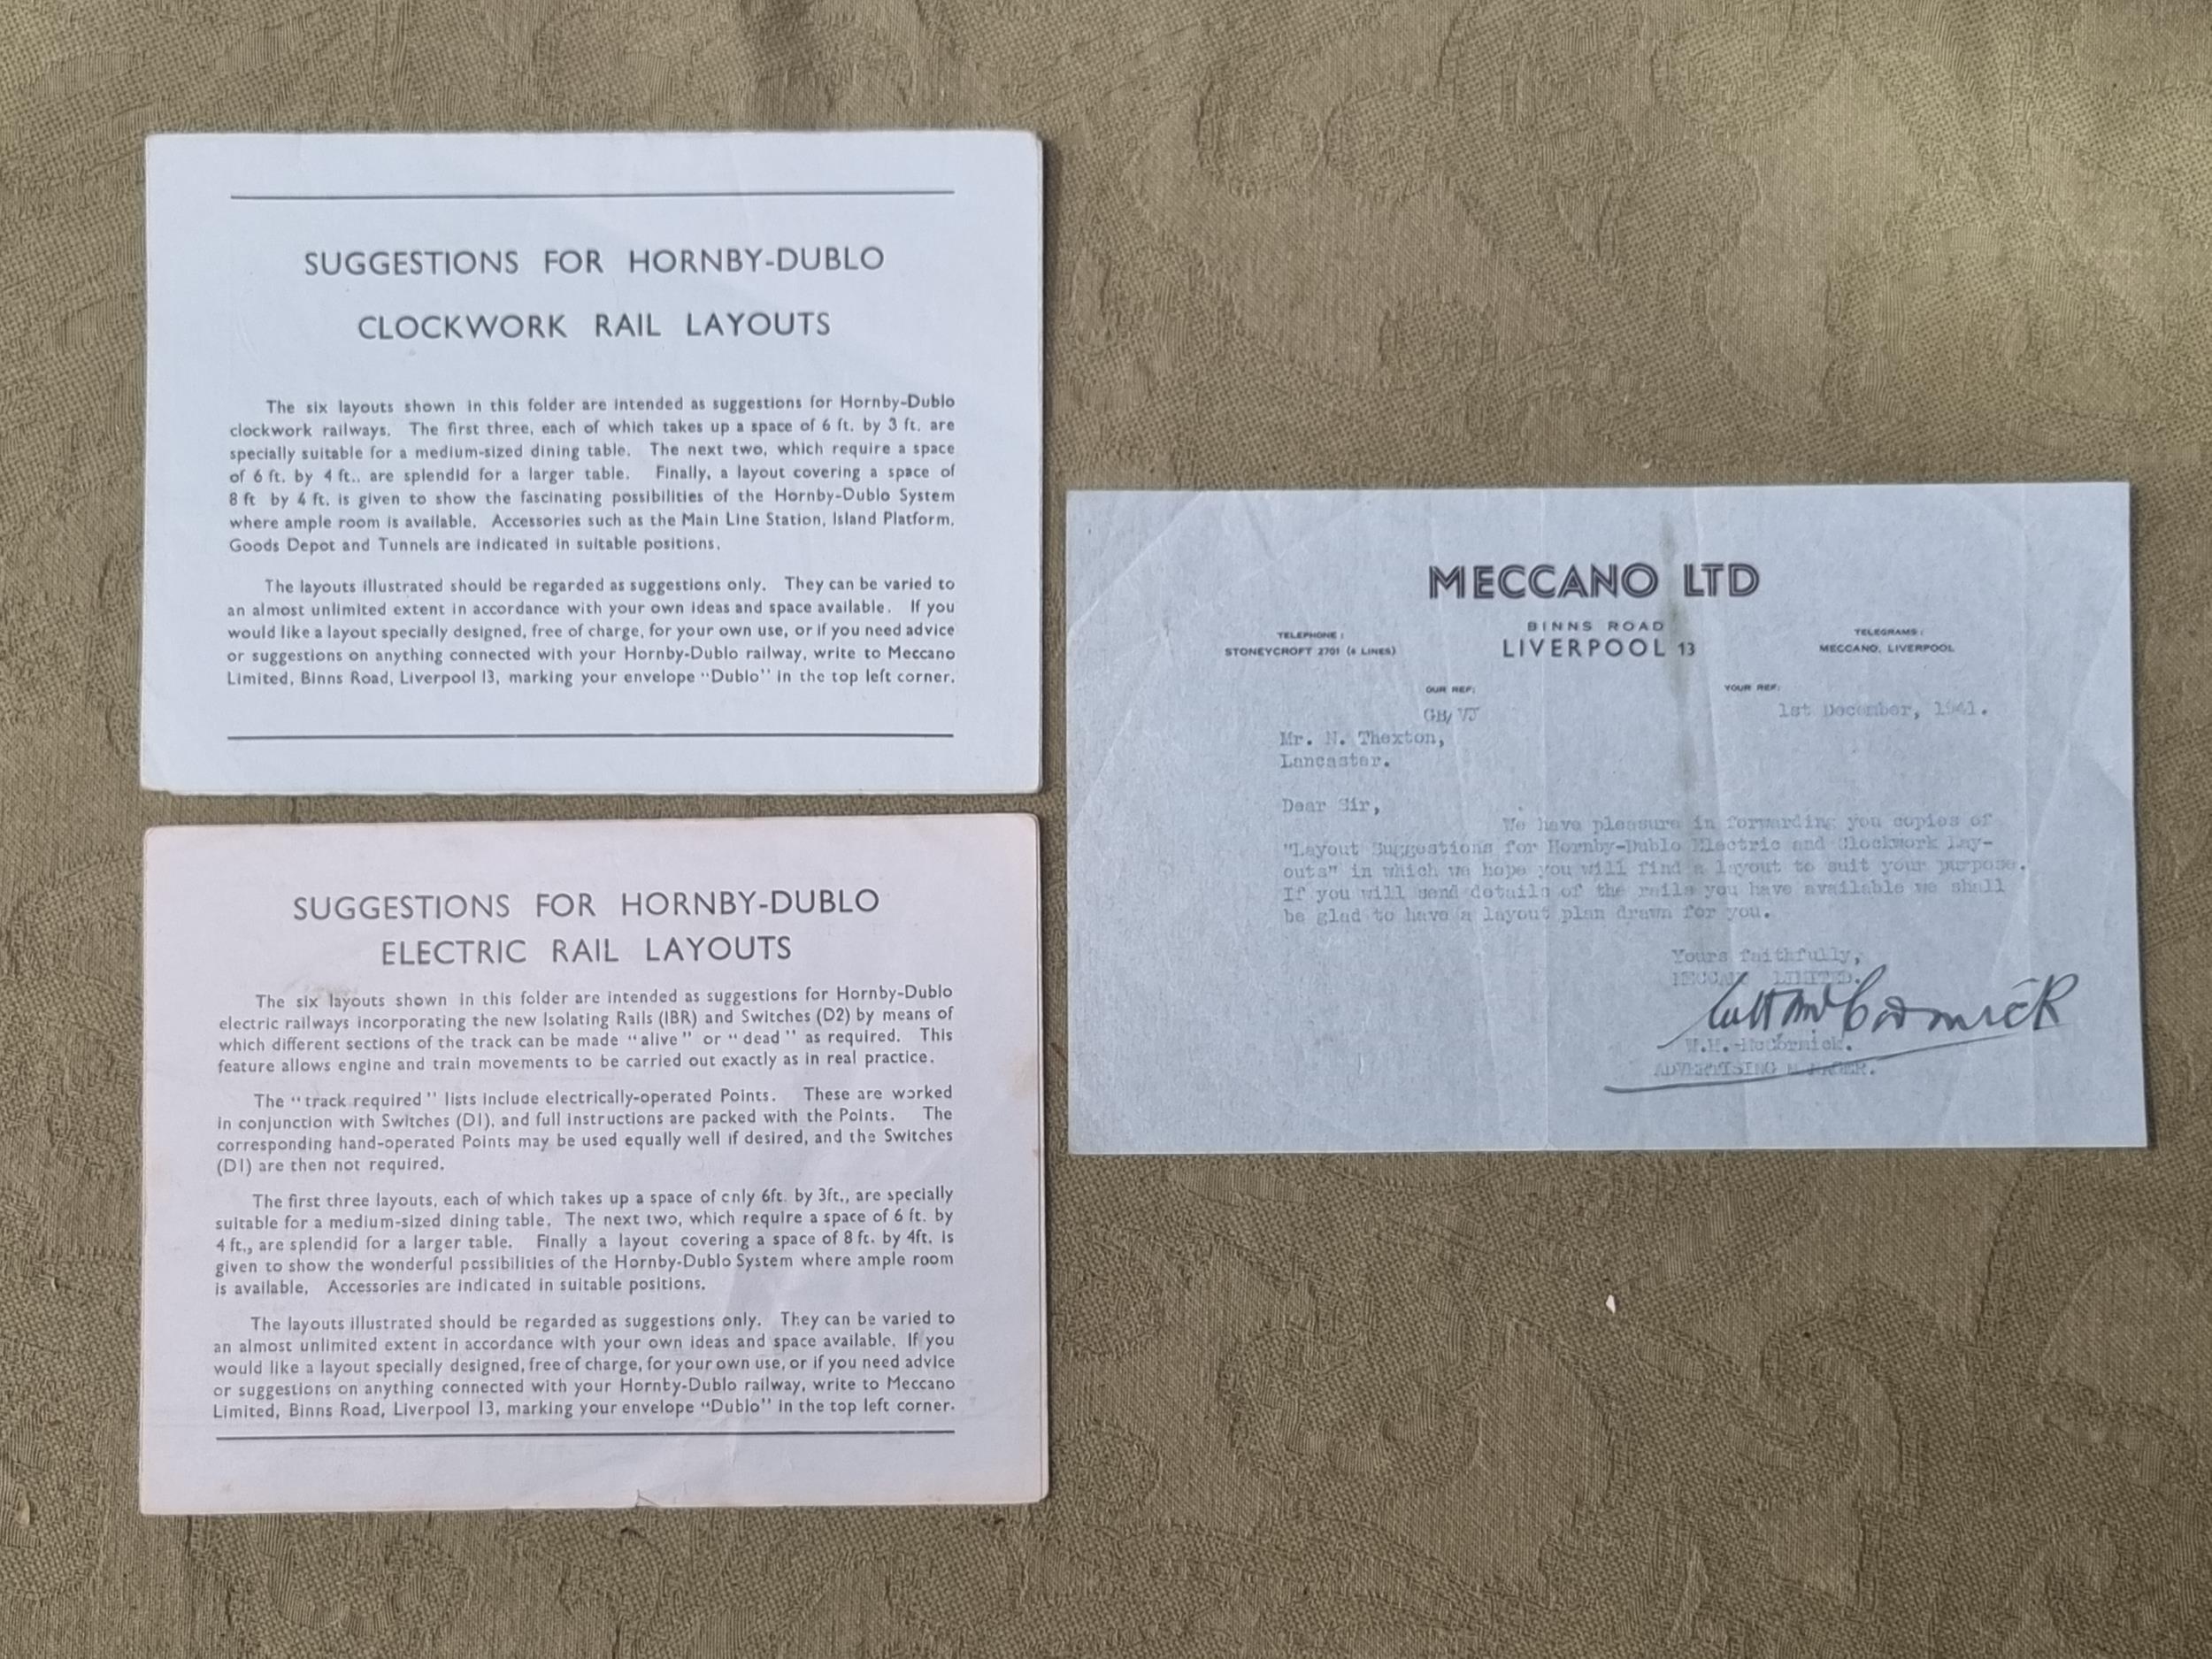 SUGGESTIONS FOR HORNBY-DUBLO
CLOCKWORK RAIL LAYOUTS
The six layouts shown in this folder are intended as suggestions for Hornby-Dublo
clockwork railways. The first three, each of which takes up a space of 6 ft. by 3 ft. are
specially suitable for a medium-sized dining table. The next two, which require a space
of 6 ft. by 4 ft.. are splendid for a larger table. Finally, a layout covering a space of
8 ft by 4 ft. is given to show the fascinating possibilities of the Hornby-Dublo System
where ample room is available. Accessories such as the Main Line Station, Island Platform,
Goods Depot and Tunnels are indicated in suitable positions.
The layouts illustrated should be regarded as suggestions only. They can be varied to
an almost unlimited extent in accordance with your own ideas and space available. If you
would like a layout specially designed, free of charge, for your own use, or if you need advice
or suggestions on anything connected with your Hornby-Dublo railway, write to Meccano
Limited, Binns Road, Liverpool 13, marking your envelope "Dublo" in the top left corner.
SUGGESTIONS FOR HORNBY-DUBLO
ELECTRIC RAIL LAYOUTS
The six layouts shown in this folder are intended as suggestions for Hornby-Dublo
electric railways incorporating the new Isolating Rails (IBR) and Switches (D2) by means of
which different sections of the track can be made "alive" or "dead" as required. This
feature allows engine and train movements to be carried out exactly as in real practice.
The "track required" lists include electrically-operated Points. These are worked
in conjunction with Switches (D1), and full instructions are packed with the Points. The
corresponding hand-operated Points may be used equally well if desired, and the Switches
(D1) are then not required.
The first three layouts, each of which takes up a space of only 6ft. by 3ft., are specially
suitable for a medium-sized dining table. The next two, which require a space of 6 ft. by
4 ft., are splendid for a larger table. Finally a layout covering a space of 8 ft. by 4ft. is
given to show the wonderful possibilities of the Hornby-Dublo System where ample room
is available. Accessories are indicated in suitable positions.
The layouts illustrated should be regarded as suggestions only. They can be varied to
an almost unlimited extent in accordance with your own ideas and space available. If you
would like a layout specially designed, free of charge, for your own use, or if you need advice
or suggestions on anything connected with your Hornby-Dublo railway, write to Meccano
Limited, Binns Road, Liverpool 13, marking your envelope "Dublo" in the top left corner.
MECCANO LTD
BINNS ROAD
LIVERPOOL 13
TELEPHONE:
STONEYCROFT 2701 (6 LINES)
TELEGRAMS:
MECCANO, LIVERPOOL
OUR REF:
GB/VJ
YOUR REF:
1st December, 1941.
Mr. N. Thexton,
Lancaster.
Dear Sir,
We have pleasure in forwarding you copies of
"Layout Suggestions for Hornby-Dublo Electric and Clockwork Lay-
outs" in which we hope you will find a layout to suit your purpose.
If you will send details of the rails you have available we shall
be glad to have a layout plan drawn for you.
Yours faithfully,
MECCANO LIMITED.
W.H. McCormick
W.H. McCormick.
ADVERTISING MANAGER.